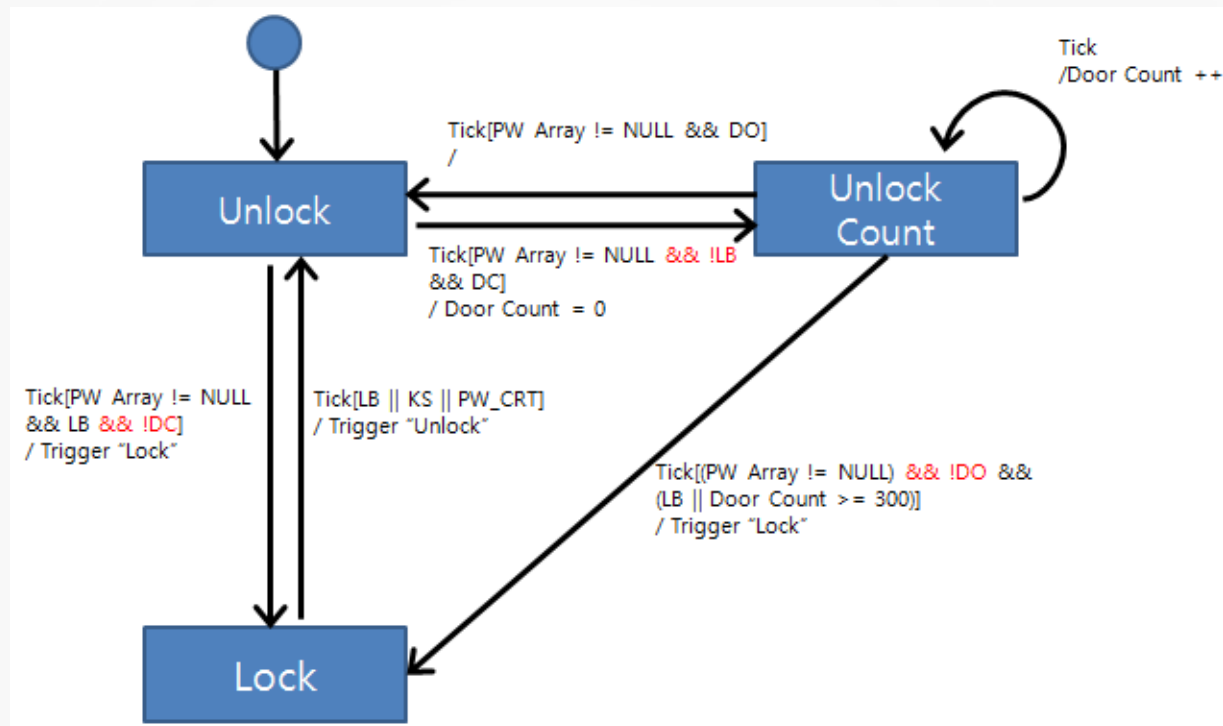 Tick
/Door Count ++
Tick[PW Array != NULL && DO]
/
Unlock
Unlock
Count
Tick[PW Array != NULL && !LB
&& DC]
/ Door Count = 0
Tick[PW Array != NULL
&& LB && !DC]
/ Trigger “Lock”
Tick[LB || KS || PW_CRT]
/ Trigger “Unlock”
Tick[(PW Array != NULL) && !DO &&
(LB || Door Count >= 300)]
/ Trigger “Lock”
Lock